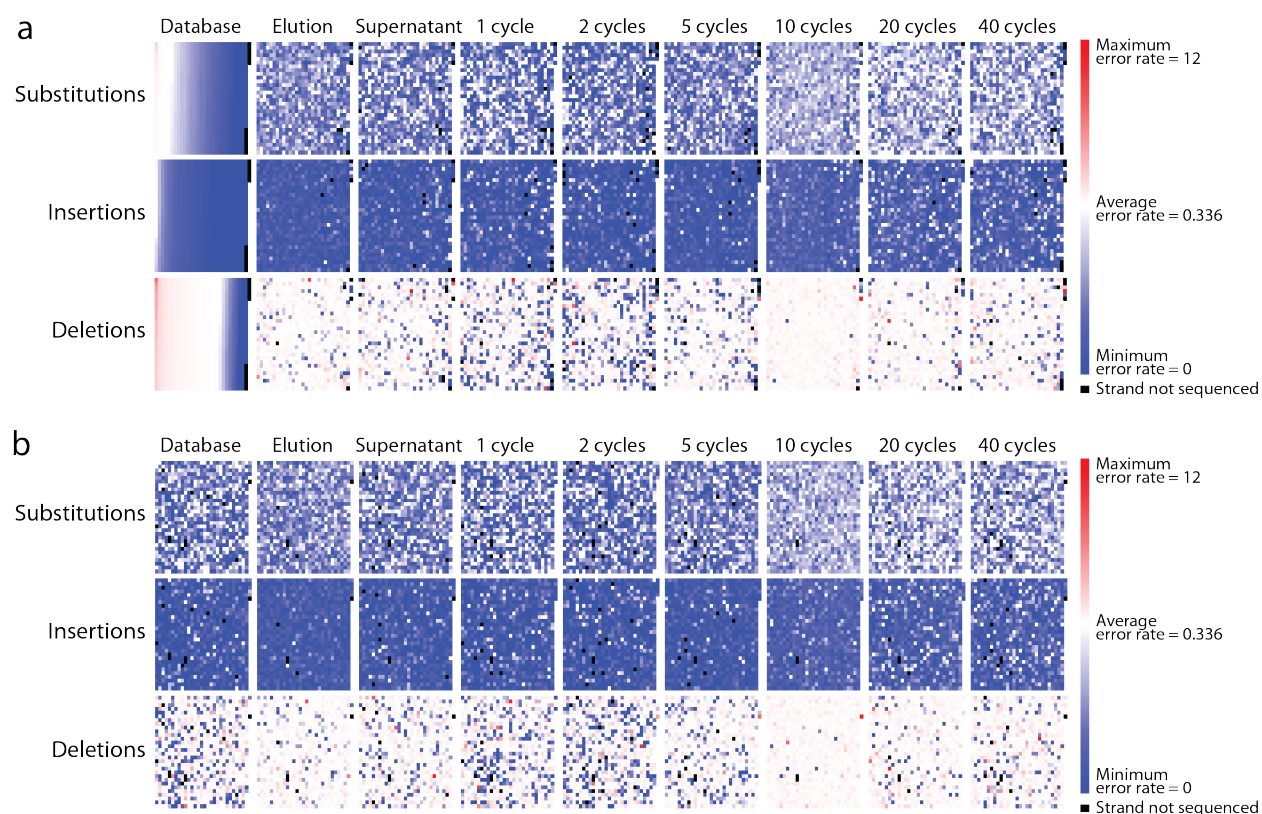 a
Database Elution Supernatant 1 cycle 2 cycles 5 cycles 10 cycles 20 cycles 40 cycles
Substitutions
Insertions
Deletions
Maximum
error rate = 12
Average
error rate = 0.336
Minimum
error rate = 0
Strand not sequenced
b
Database Elution Supernatant 1 cycle 2 cycles 5 cycles 10 cycles 20 cycles 40 cycles
Substitutions
Insertions
Deletions
Maximum
error rate = 12
Average
error rate = 0.336
Minimum
error rate = 0
Strand not sequenced